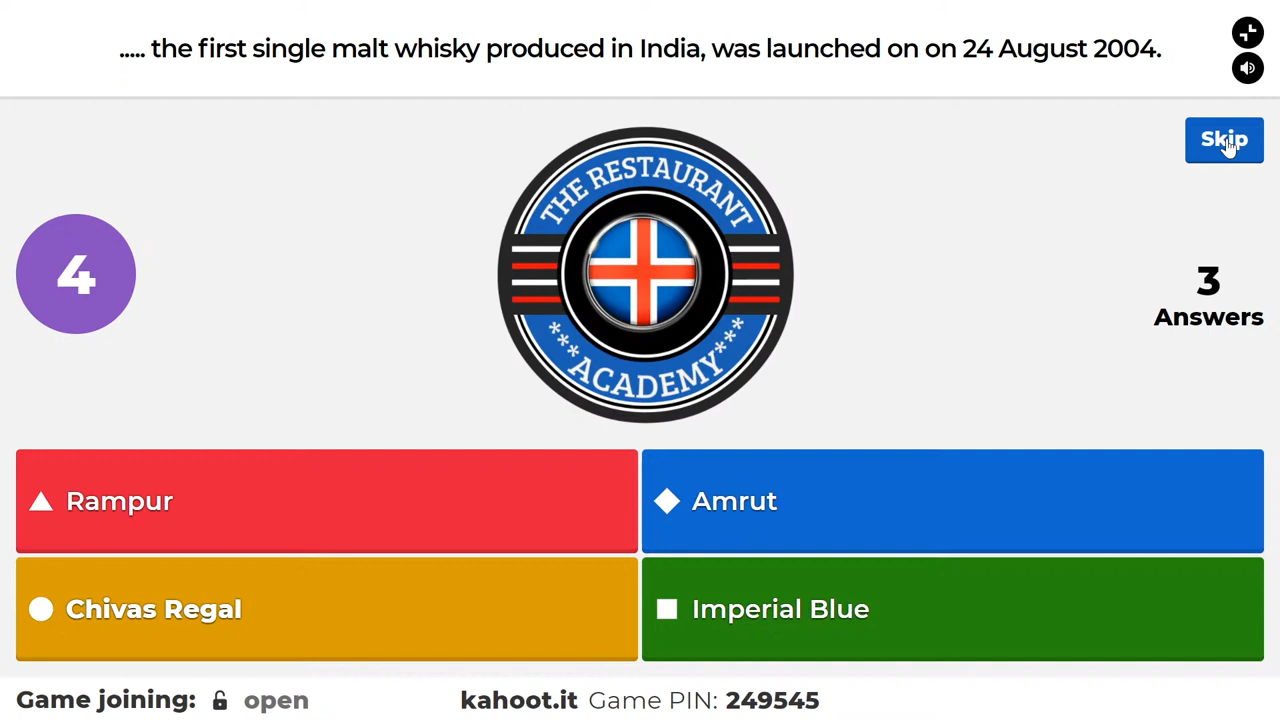 ..... the first single malt whisky produced in India, was launched on on 24 August 2004.
Skip
THE RESTAURANT
***ACADEMY***
4
3
Answers
Rampur
Amrut
Chivas Regal
Imperial Blue
Game joining: open
kahoot.it Game PIN: 249545